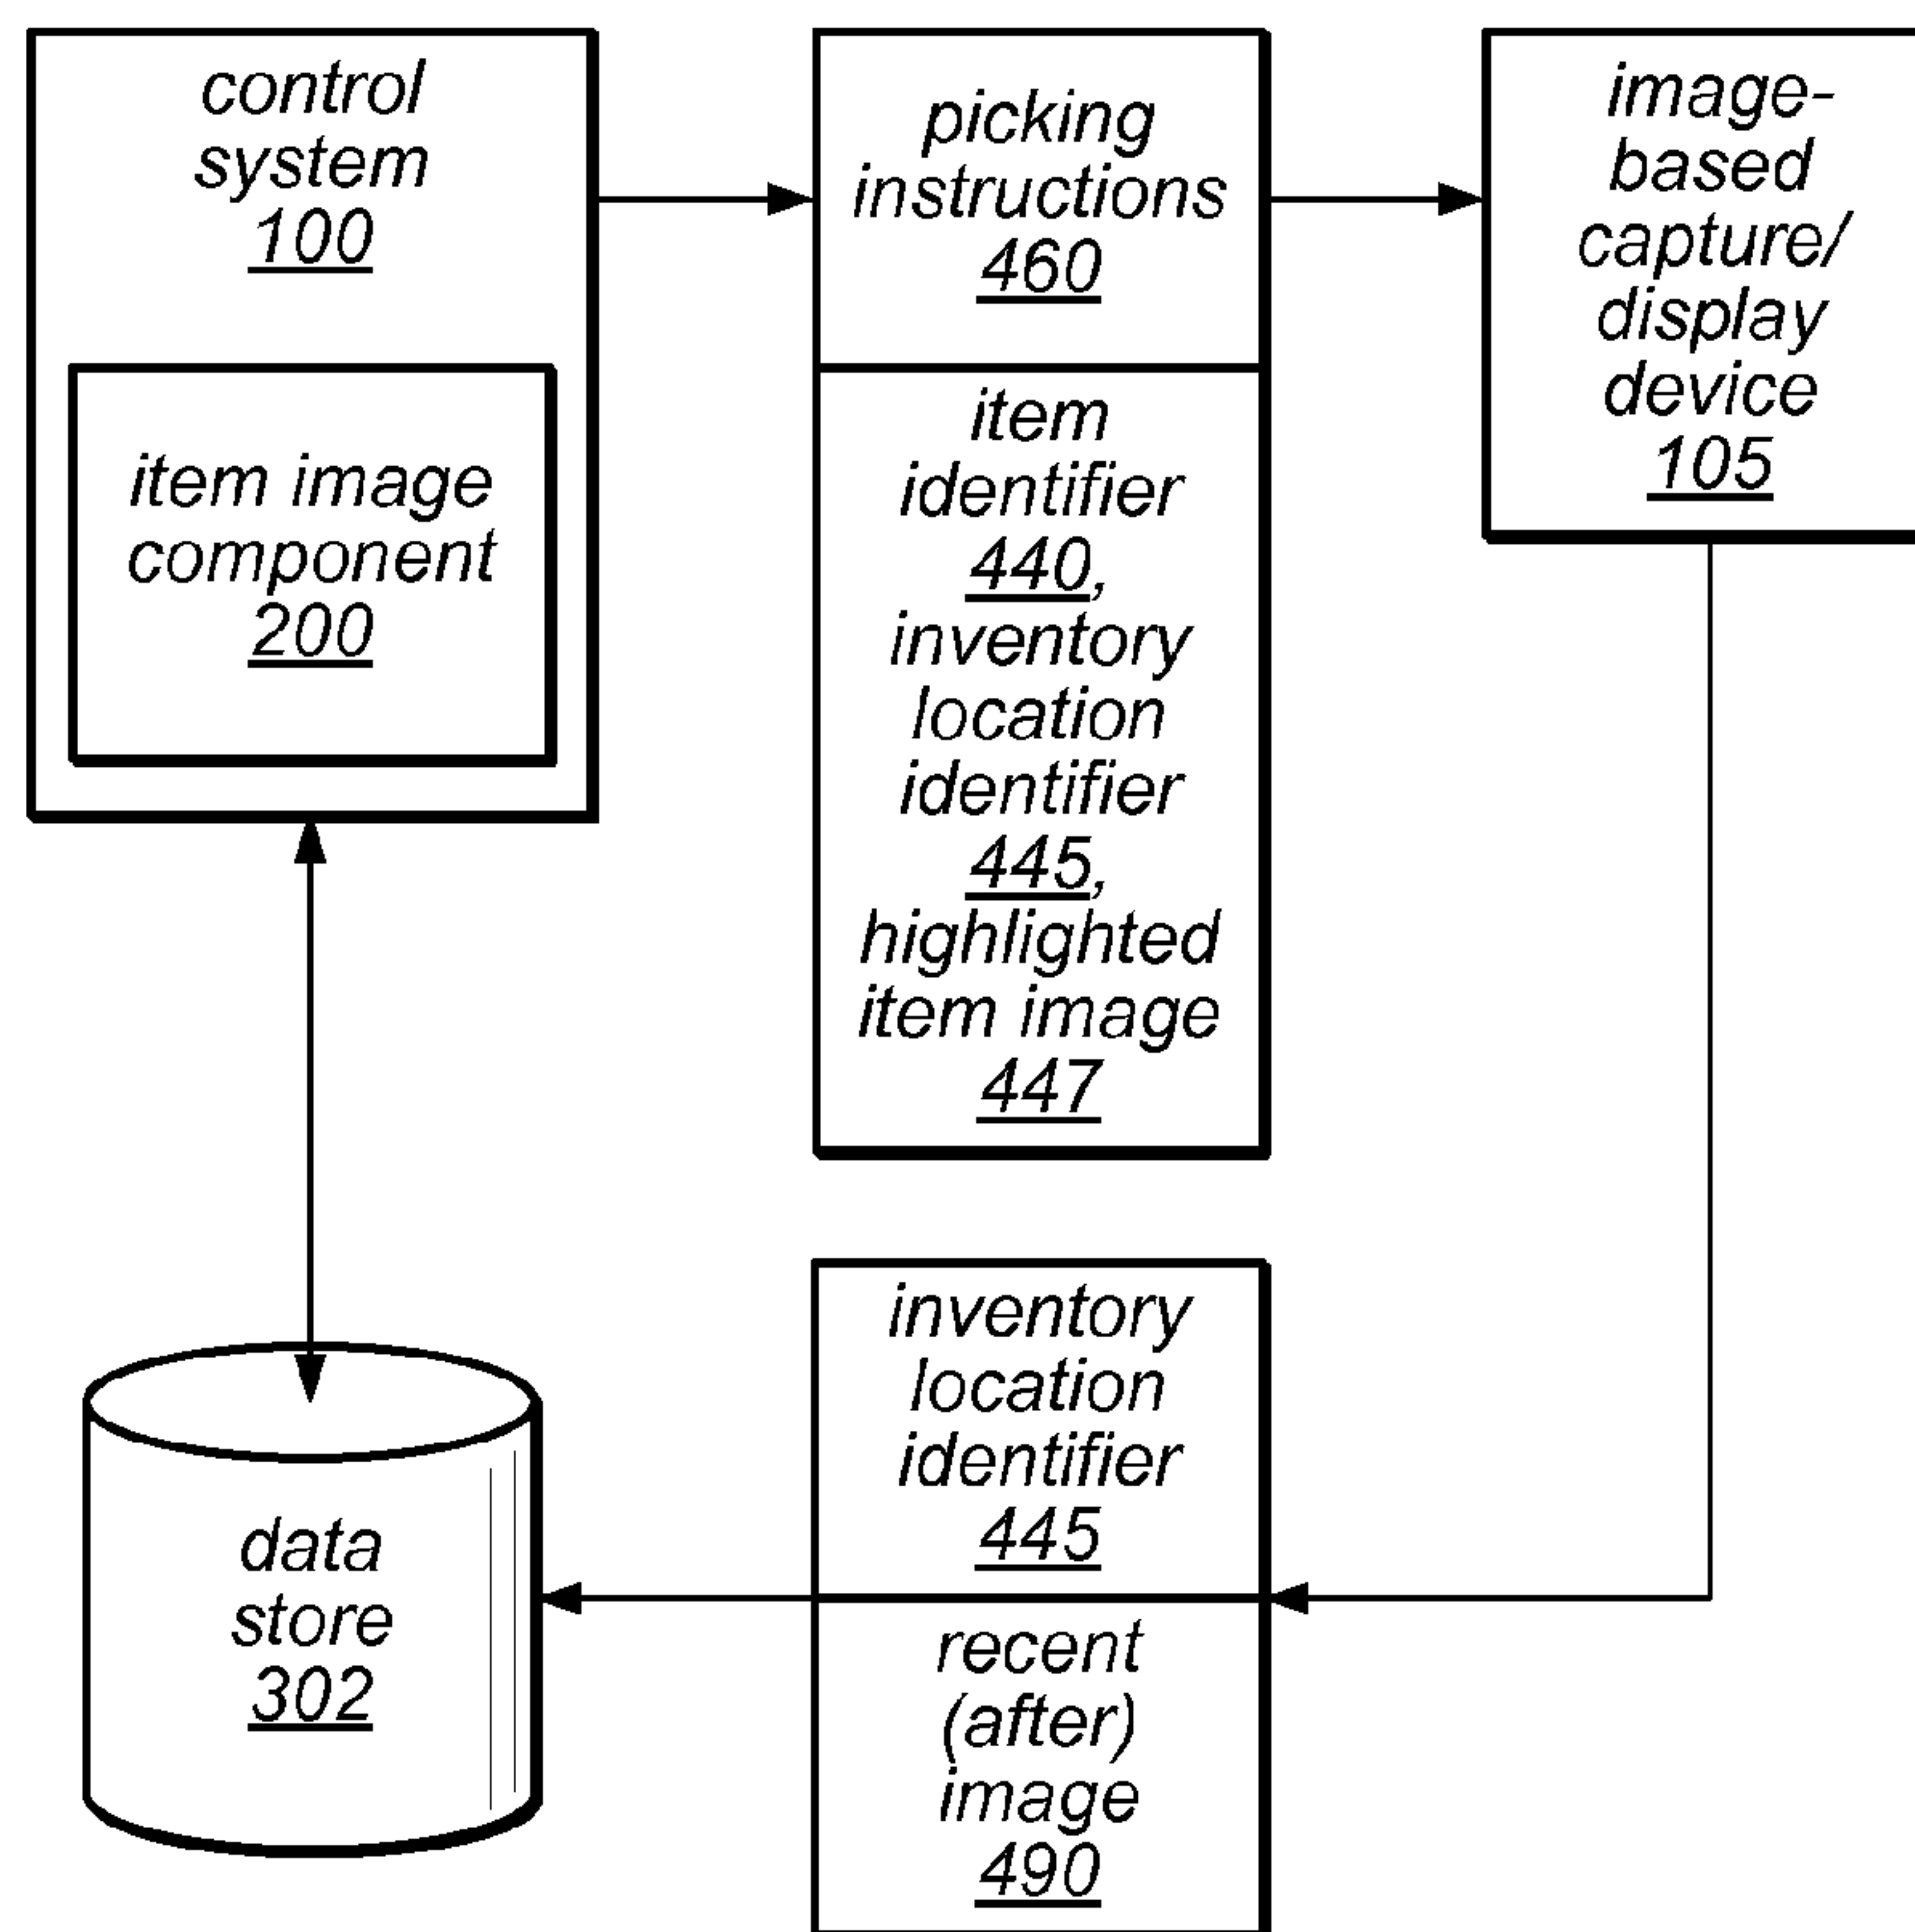 control
system
100
item image
component
200
picking
instructions
460
item
identifier
440,
inventory
location
identifier
445,
highlighted
item image
447
image-
based
capture/
display
device
105
inventory
location
identifier
445
recent
(after)
image
490
data
store
302